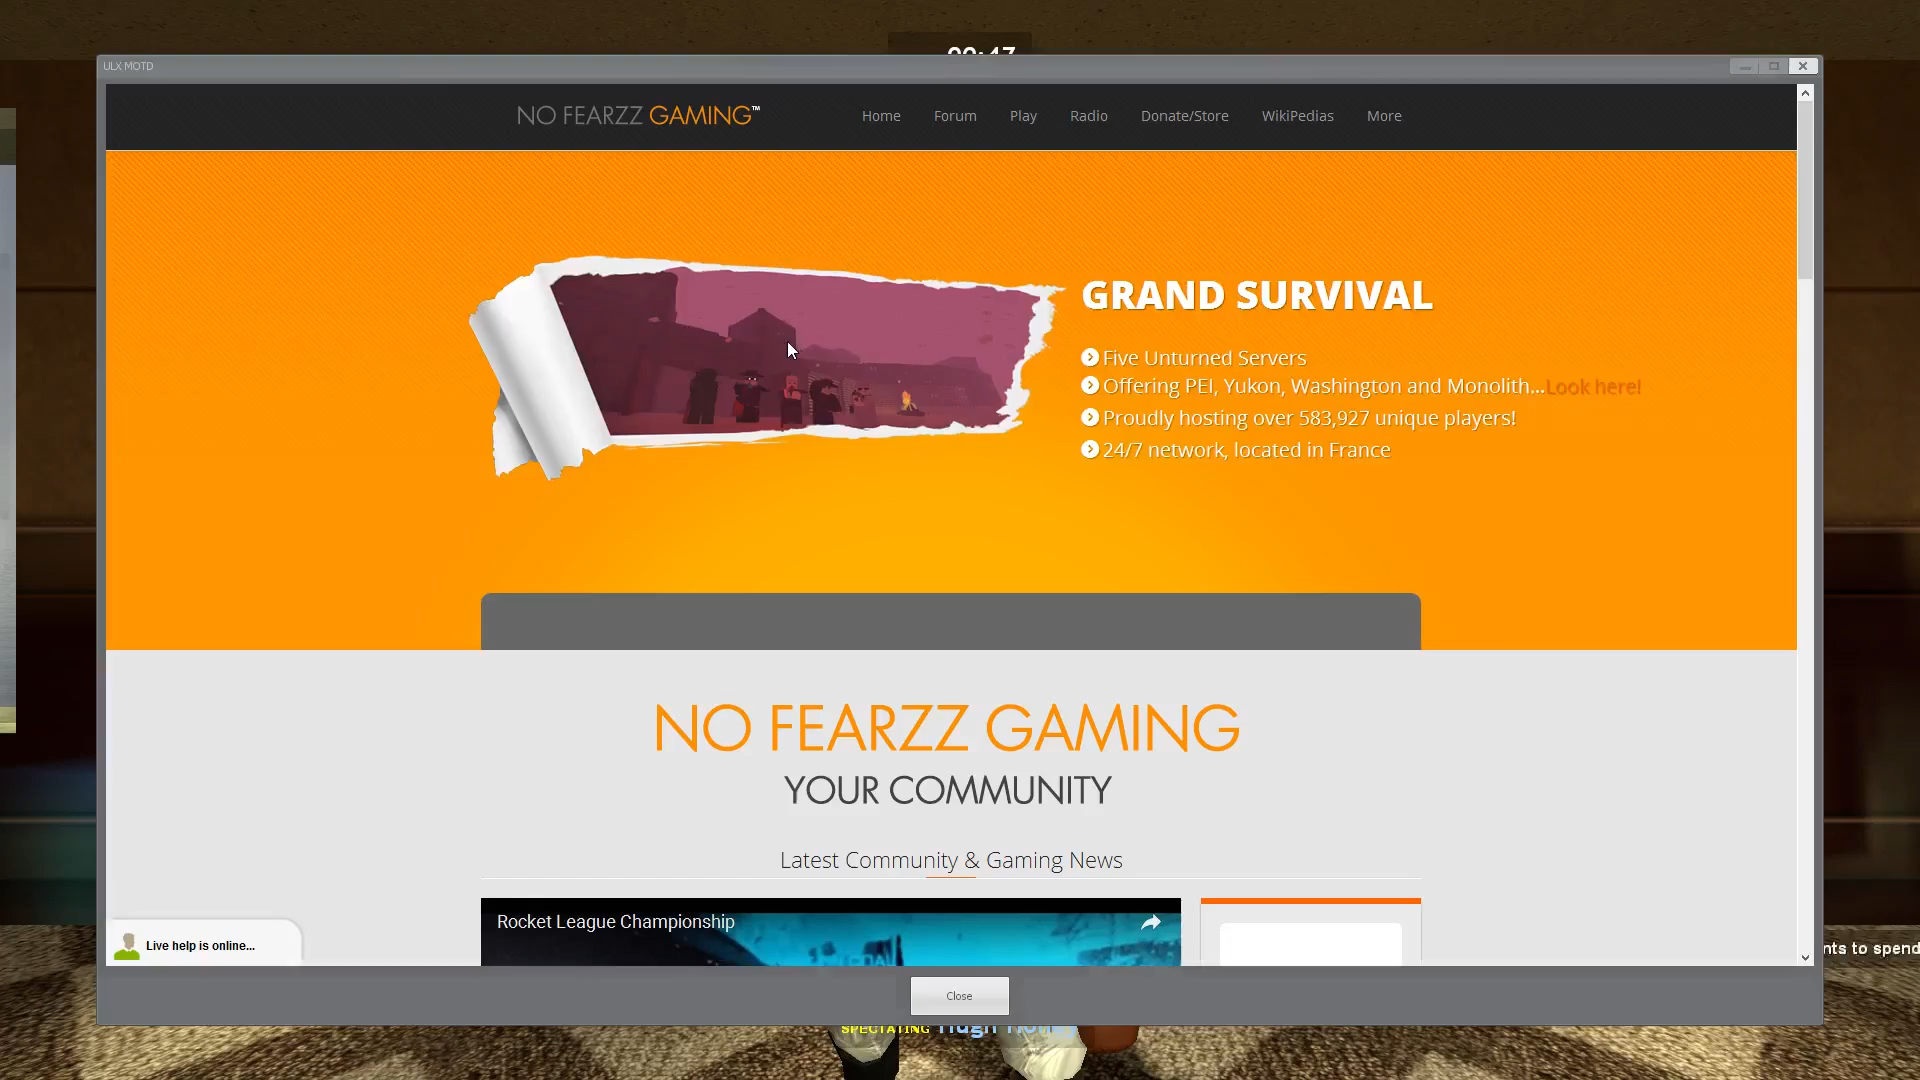 ULX MOTD
NO FEARZZ GAMING™
Home Forum Play Radio Donate/Store WikiPedias More
GRAND SURVIVAL
Five Unturned Servers
Offering PEI, Yukon, Washington and Monolith...Look here!
Proudly hosting over 583,927 unique players!
24/7 network, located in France
NO FEARZZ GAMING
YOUR COMMUNITY
Latest Community & Gaming News
Rocket League Championship
Live help is online...
nts to spend
Close
SPECTATING